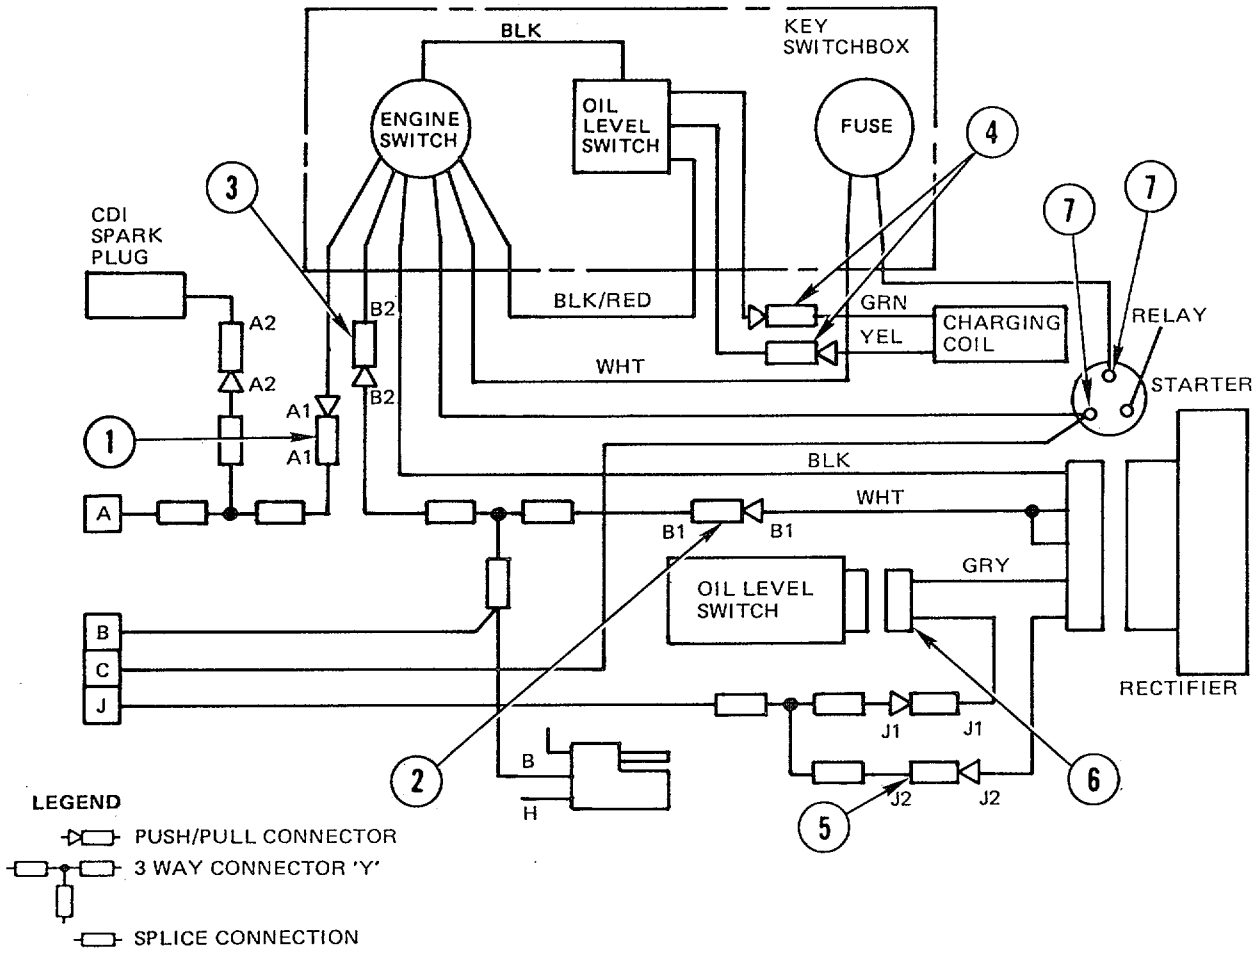 KEY
SWITCHBOX
BLK
ENGINE
SWITCH
OIL
LEVEL
SWITCH
FUSE
4
3
7
7
CDI
SPARK
PLUG
BLK/RED
B2
GRN
RELAY
A2
CHARGING
COIL
YEL
WHT
A2
B2
STARTER
A1
1
A1
BLK
WHT
A
B1
B1
GRY
OIL LEVEL
SWITCH
B
C
J
RECTIFIER
J1
J1
B
2
6
H
J2
J2
5
LEGEND
PUSH/PULL CONNECTOR
3 WAY CONNECTOR 'Y'
SPLICE CONNECTION